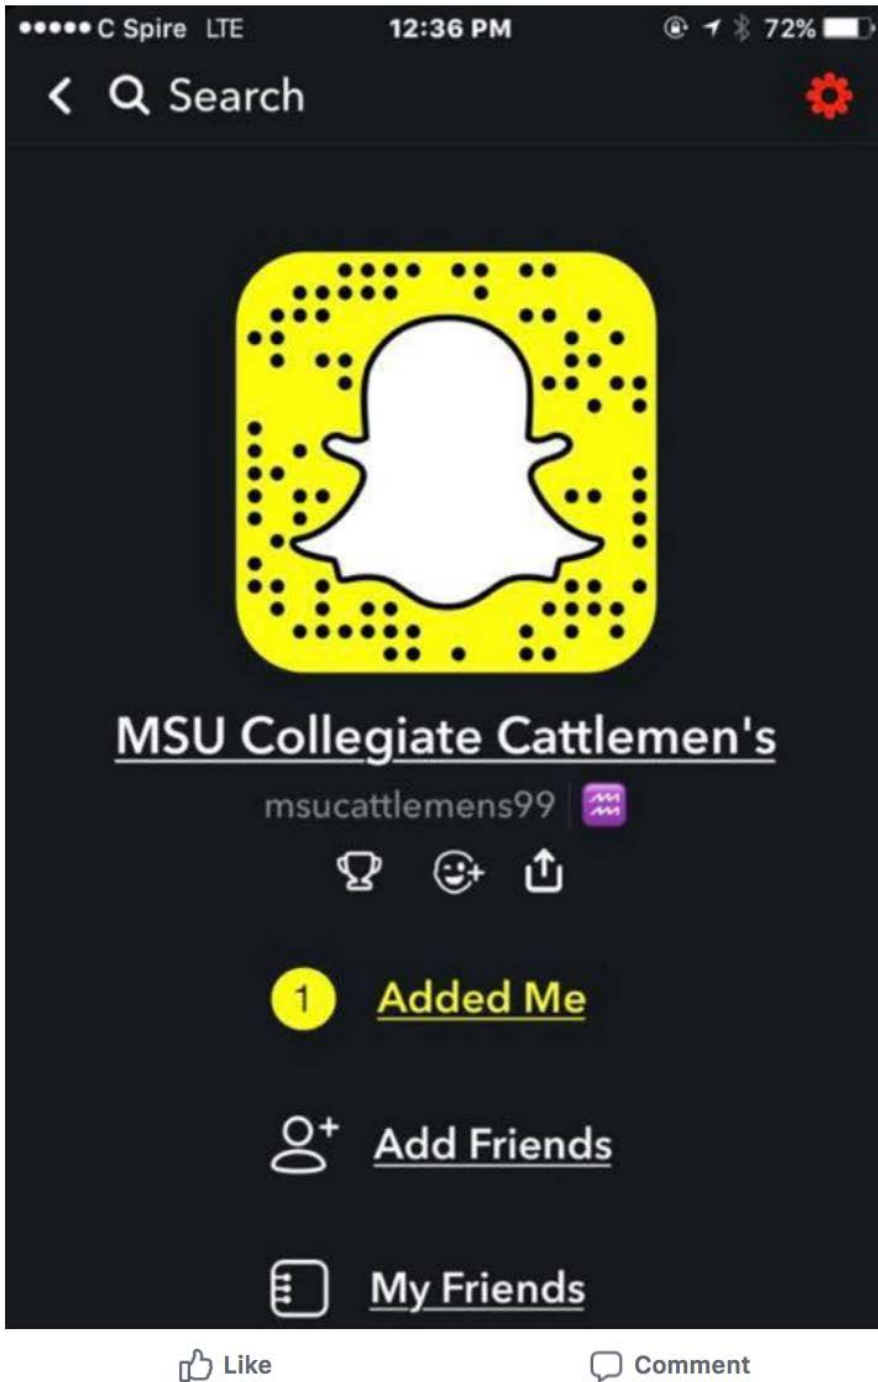 C Spire LTE 12:36 PM 72%
Search
MSU Collegiate Cattlemen's
msucattlemens99
1 Added Me
Add Friends
My Friends
Like Comment